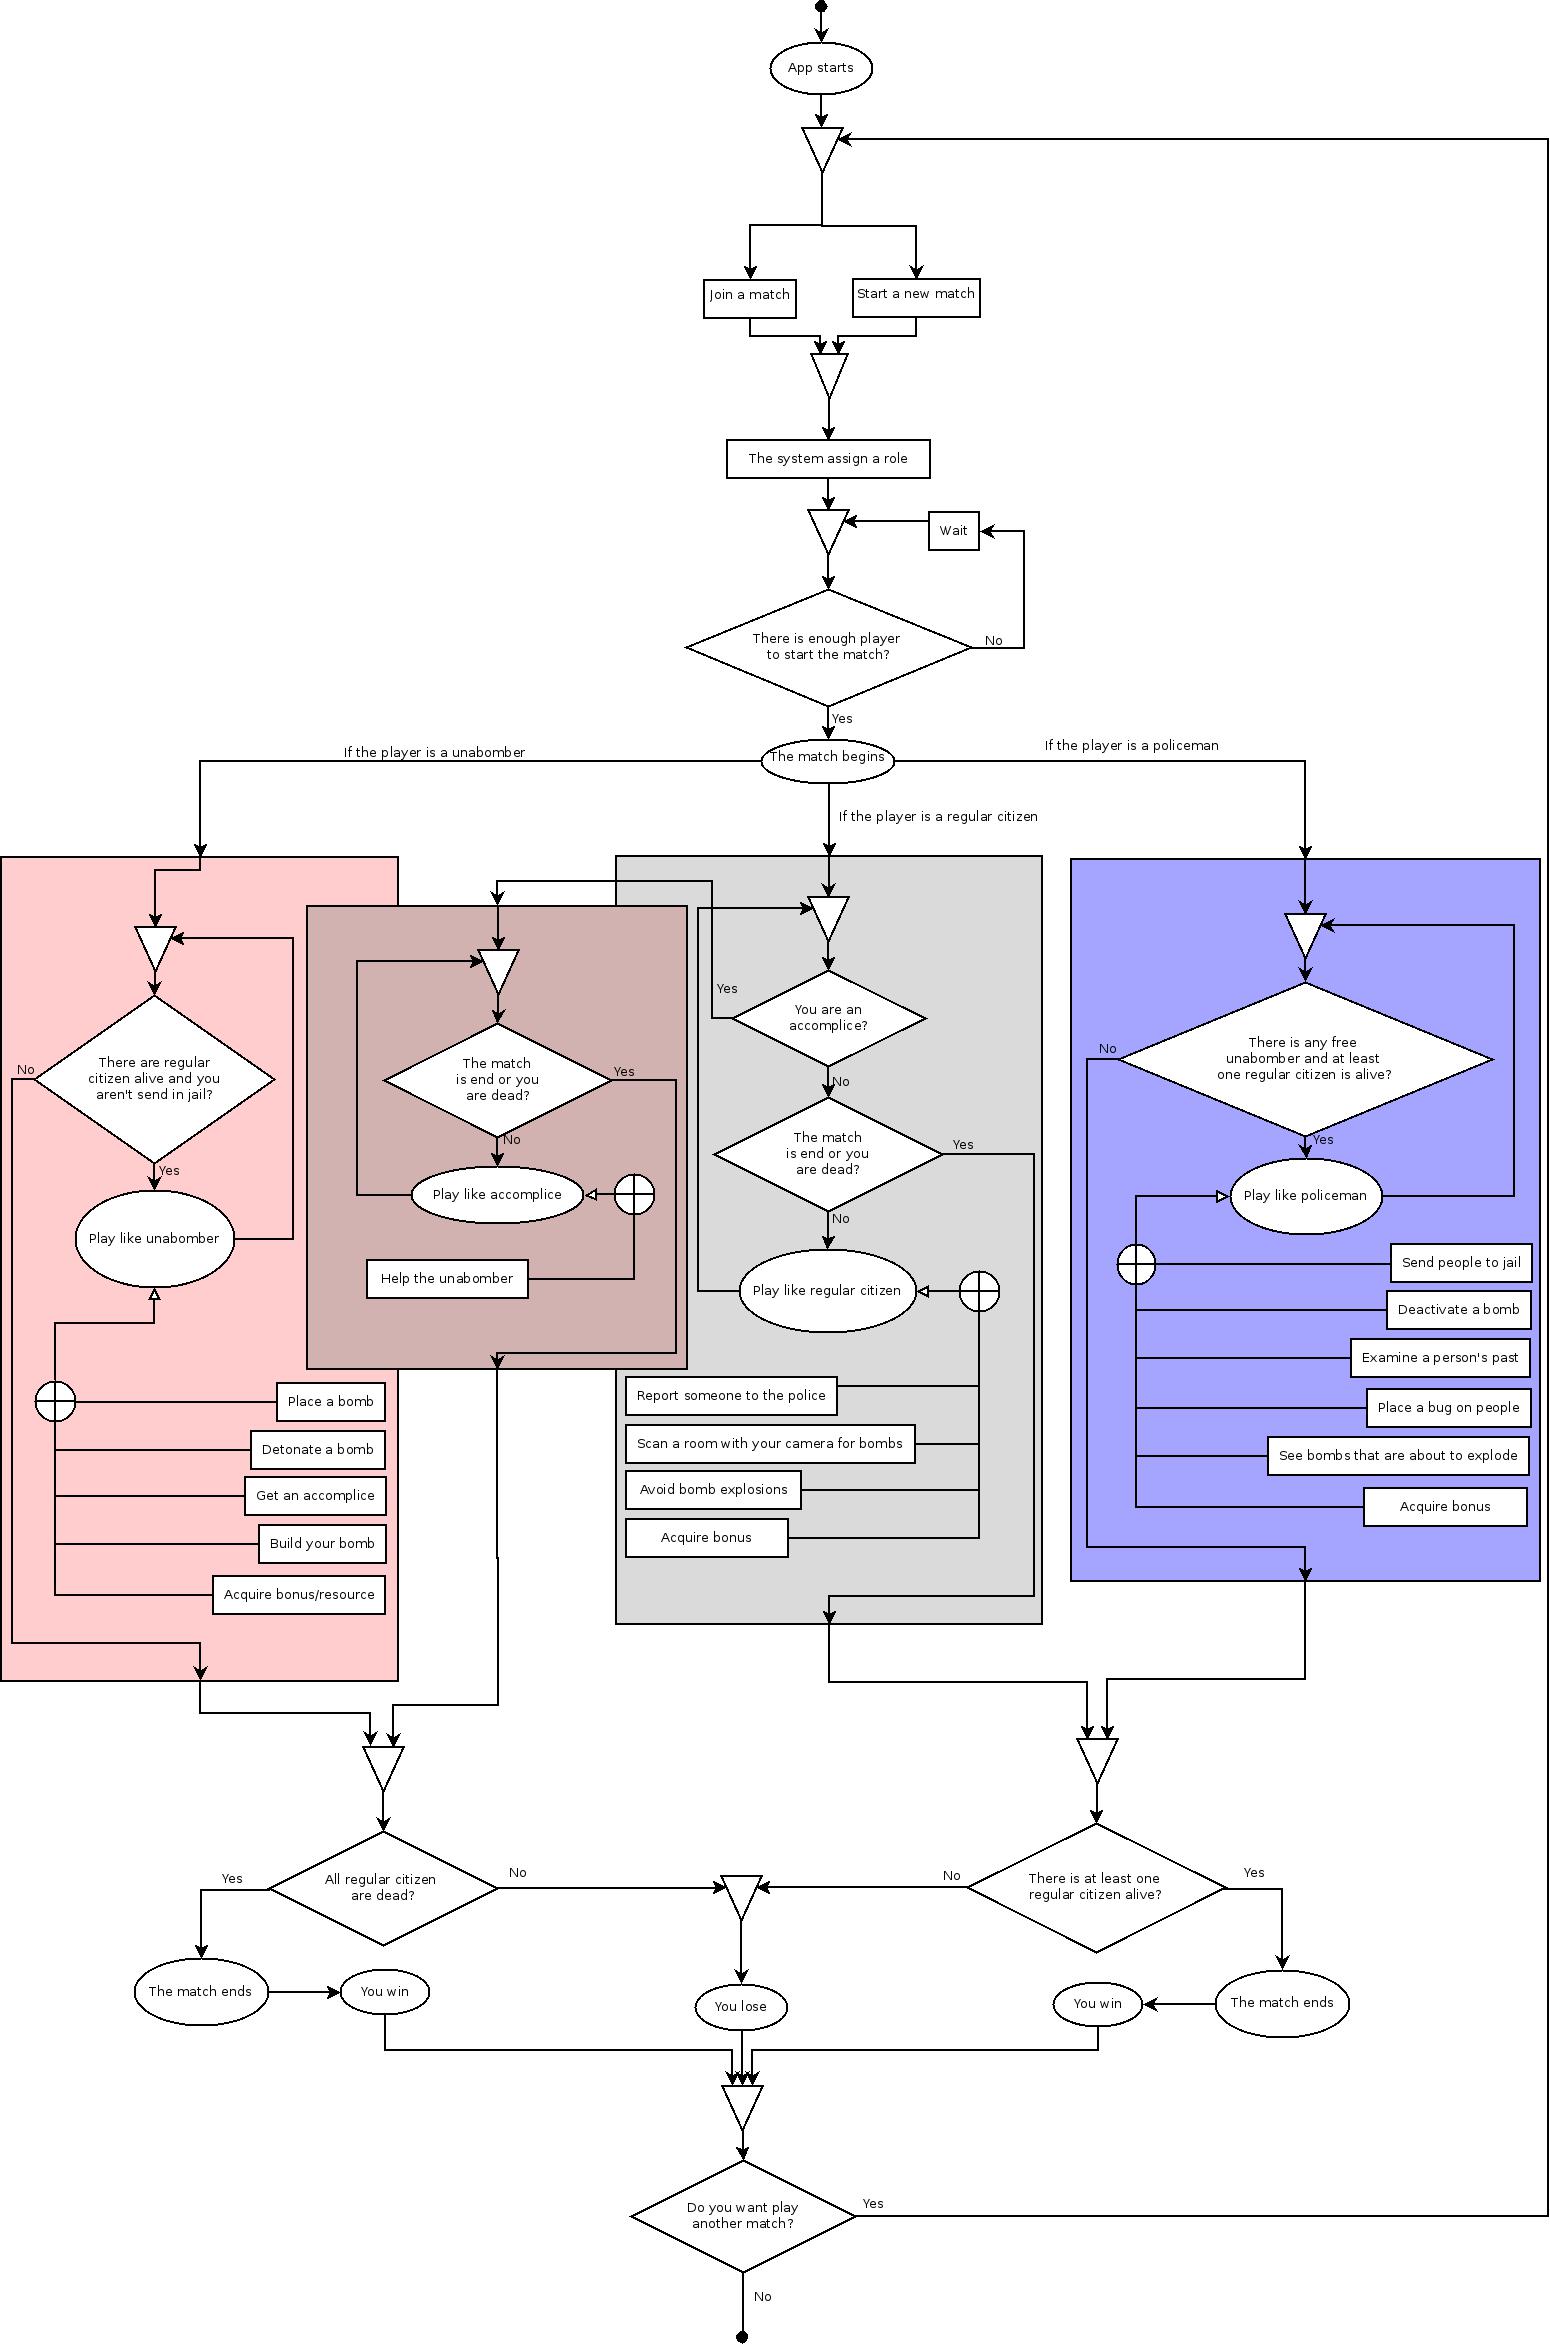 App starts
Join a match
Start a new match
The system assign a role
Wait
There is enough player
to start the match?
No
Yes
The match begins
If the player is a unabomber
If the player is a policeman
If the player is a regular citizen
There are regular
citizen alive and you
aren't send in jail?
No
Yes
Play like unabomber
Place a bomb
Detonate a bomb
Get an accomplice
Build your bomb
Acquire bonus/resource
The match
is end or you
are dead?
Yes
No
Play like accomplice
Help the unabomber
You are an
accomplice?
Yes
No
The match
is end or you
are dead?
Yes
No
Play like regular citizen
Report someone to the police
Scan a room with your camera for bombs
Avoid bomb explosions
Acquire bonus
There is any free
unabomber and at least
one regular citizen is alive?
No
Yes
Play like policeman
Send people to jail
Deactivate a bomb
Examine a person's past
Place a bug on people
See bombs that are about to explode
Acquire bonus
All regular citizen
are dead?
Yes
No
There is at least one
regular citizen alive?
No
Yes
The match ends
You win
You lose
You win
The match ends
Do you want play
another match?
Yes
No